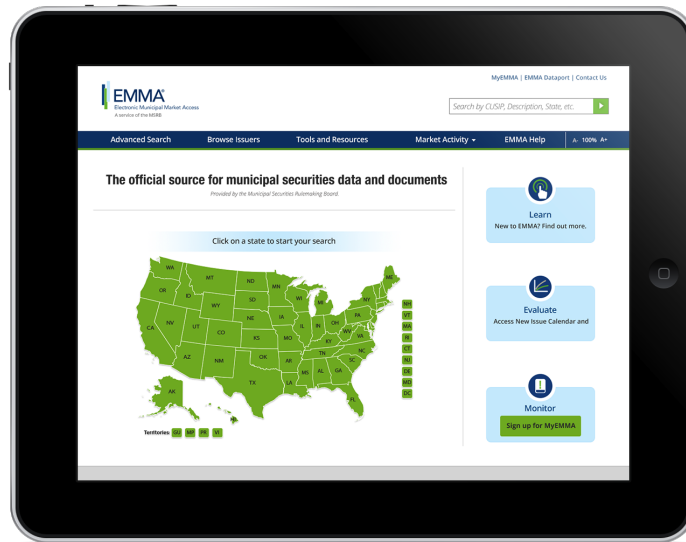 MyEMMA | EMMA Dataport | Contact Us
EMMA®
Electronic Municipal Market Access
A service of the MSRB
Search by CUSIP, Description, State, etc.
Advanced Search Browse Issuers Tools and Resources Market Activity EMMA Help A- 100% A+
The official source for municipal securities data and documents
Provided by the Municipal Securities Rulemaking Board.
Click on a state to start your search
WA
MT
ND
MN
ME
OR
ID
WY
SD
WI
MI
NY
NH
VT
MA
RI
CT
NJ
DE
MD
DC
NV
UT
CO
NE
IA
IL
IN
OH
PA
CA
KS
MO
KY
WV
VA
AZ
NM
OK
AR
TN
NC
SC
TX
LA
MS
AL
GA
FL
AK
HI
Territories: GU MP PR VI
Learn
New to EMMA? Find out more.
Evaluate
Access New Issue Calendar and
Monitor
Sign up for MyEMMA